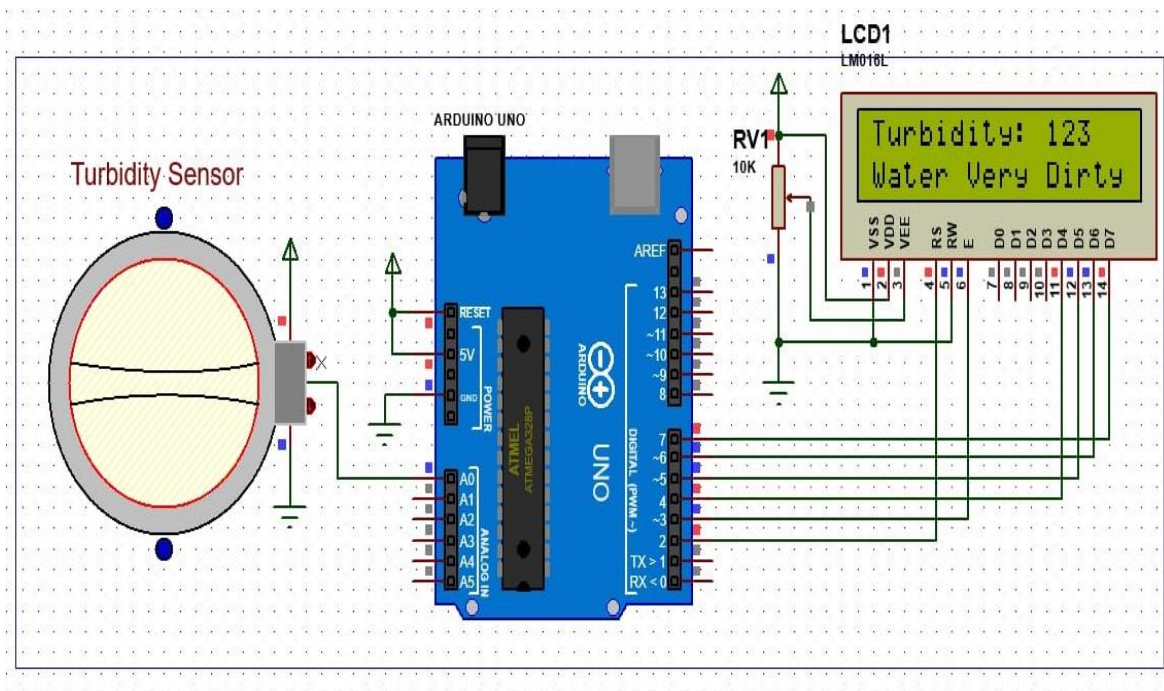 LCD1
LM016L
Turbidity: 123
Water Very Dirty
VSS
VDD
VEE
RS
RW
E
D0
D1
D2
D3
D4
D5
D6
D7
1
2
3
4
5
6
7
8
9
10
11
12
13
14
RV1
10K
Turbidity Sensor
ARDUINO UNO
RESET
5V
GND
POWER
A0
A1
A2
A3
A4
A5
ANALOG IN
ATMEL
ATMEGA328P
ARDUINO
UNO
AREF
13
12
~11
~10
~9
8
7
~6
~5
4
~3
2
TX > 1
RX < 0
DIGITAL (PWM ~)